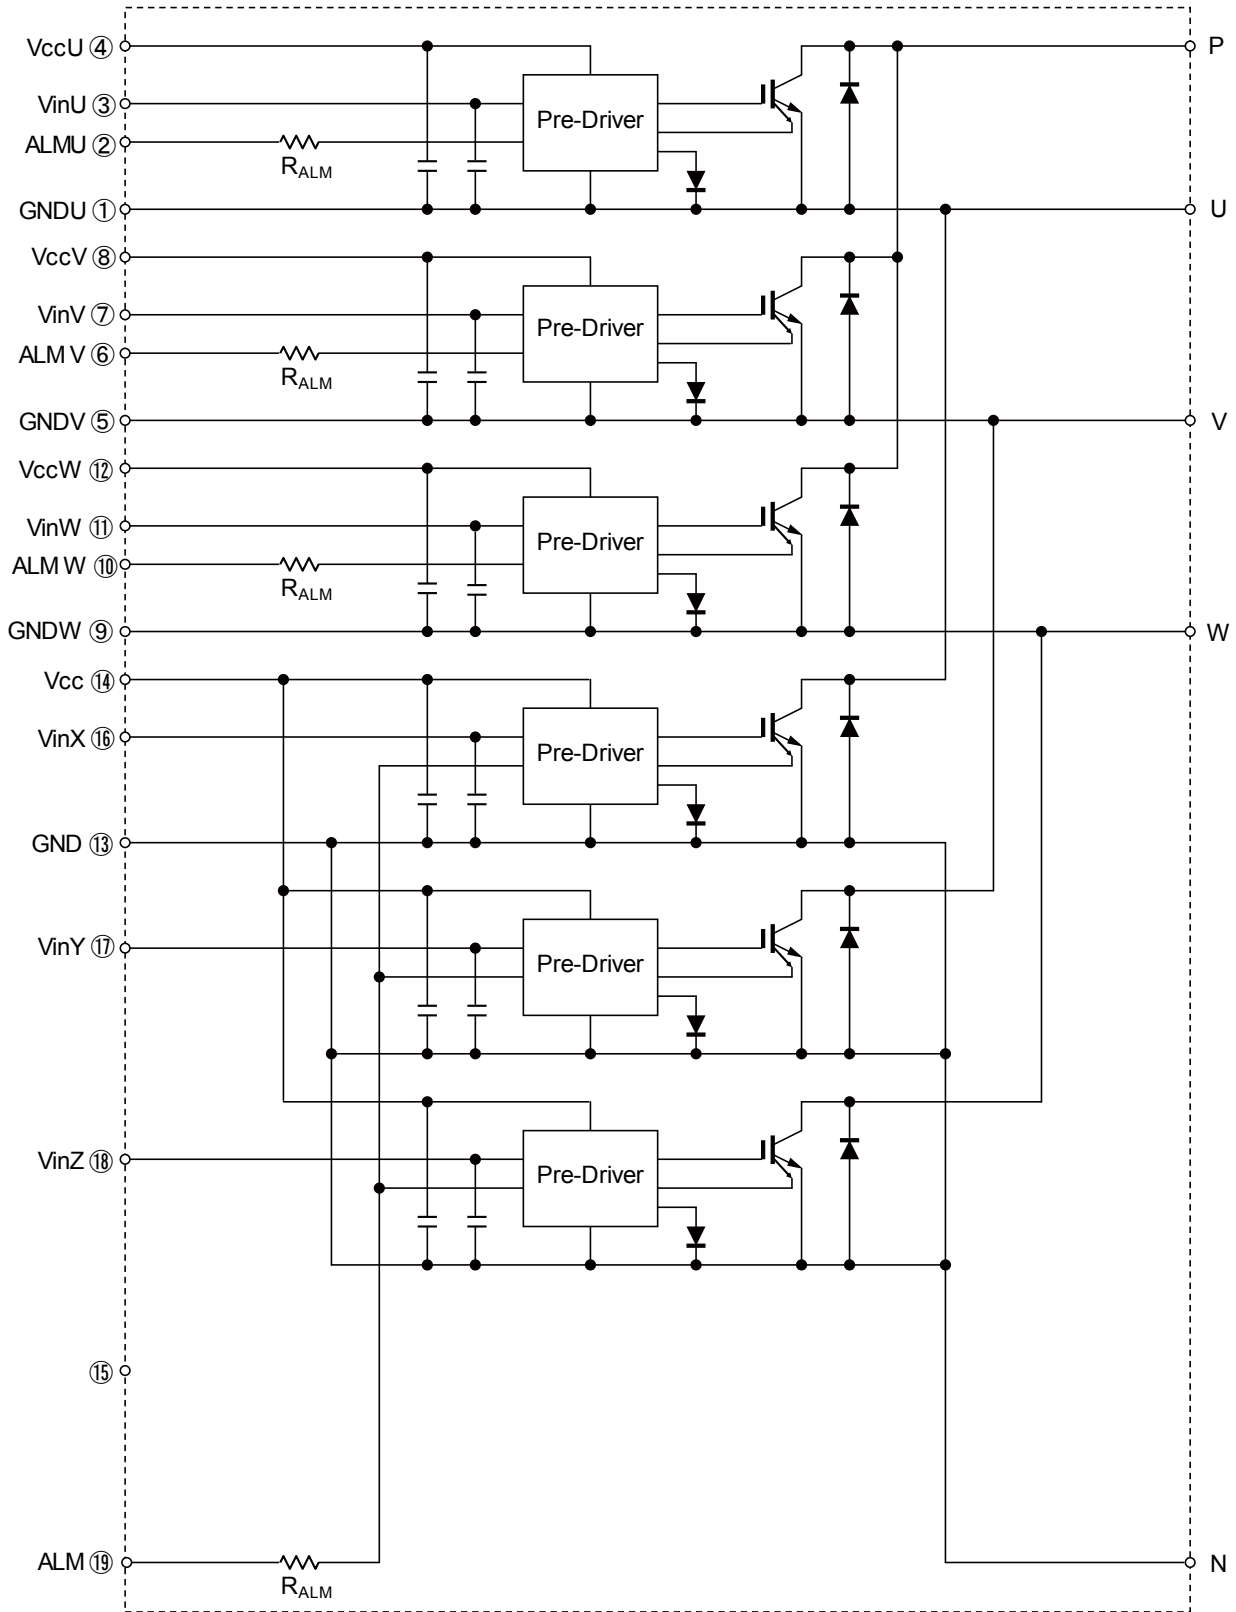 VccU ④
P
VinU ③
Pre-Driver
ALMU ②
RALM
GNDU ①
U
VccV ⑧
VinV ⑦
Pre-Driver
ALM V ⑥
RALM
GNDV ⑤
V
VccW ⑫
VinW ⑪
Pre-Driver
ALM W ⑩
RALM
GNDW ⑨
W
Vcc ⑭
VinX ⑯
Pre-Driver
GND ⑬
VinY ⑰
Pre-Driver
VinZ ⑱
Pre-Driver
⑮
ALM ⑲
RALM
N